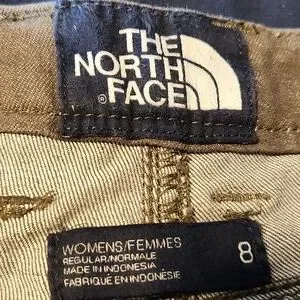 THE
NORTH
®FACE
WOMENS/FEMMES
REGULAR/NORMALE
MADE IN INDONESIA
FABRIQUÉ EN INDONÉSIE
8